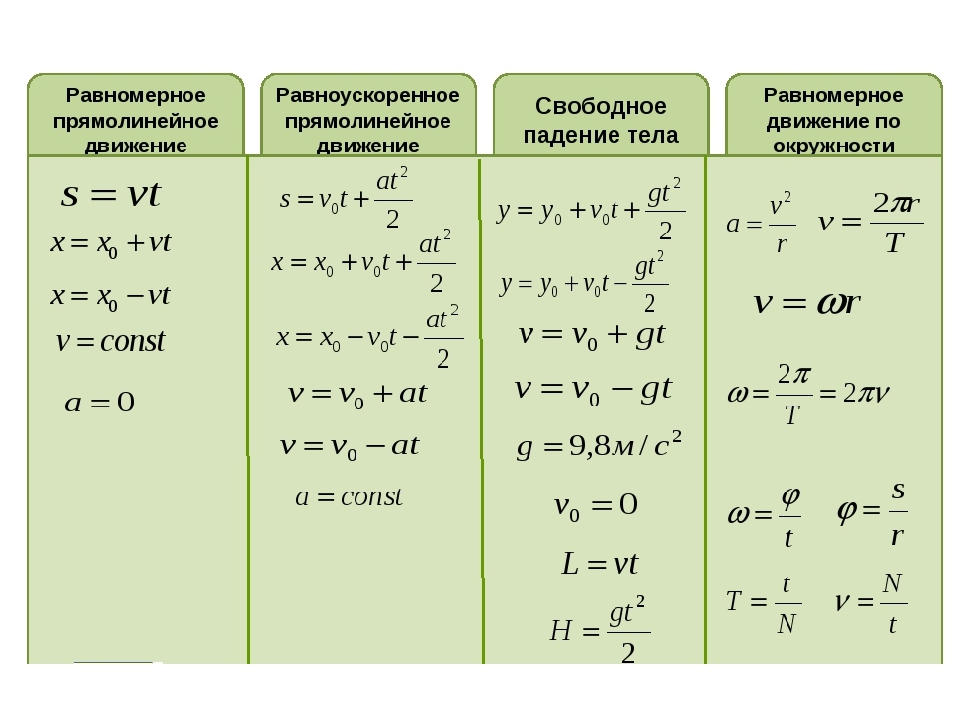 Равномерное
прямолинейное
движение
s = vt
x = x₀ + vt
x = x₀ − vt
v = const
a = 0
Равноускоренное
прямолинейное
движение
s = v₀t + at²/2
x = x₀ + v₀t + at²/2
x = x₀ − v₀t − at²/2
v = v₀ + at
v = v₀ − at
a = const
Свободное
падение тела
y = y₀ + v₀t + gt²/2
y = y₀ + v₀t − gt²/2
v = v₀ + gt
v = v₀ − gt
g = 9,8м / с²
v₀ = 0
L = vt
H = gt²/2
Равномерное
движение по
окружности
a = v²/r v = 2πr/T
v = ωr
ω = 2π/T = 2πν
ω = φ/t φ = s/r
T = t/N ν = N/t